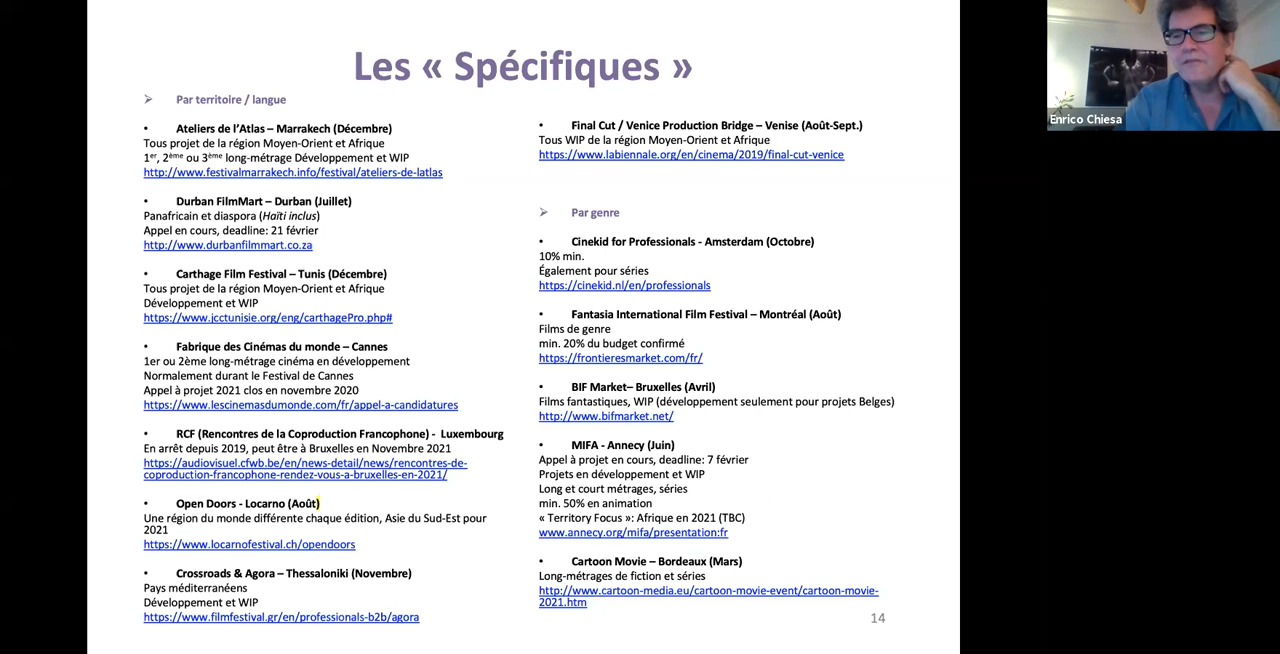 Les « Spécifiques »
➢ Par territoire / langue
• Ateliers de l'Atlas – Marrakech (Décembre)
Tous projet de la région Moyen-Orient et Afrique
1er, 2ème ou 3ème long-métrage Développement et WIP
http://www.festivalmarrakech.info/festival/ateliers-de-latlas
• Durban FilmMart – Durban (Juillet)
Panafricain et diaspora (Haïti inclus)
Appel en cours, deadline: 21 février
http://www.durbanfilmmart.co.za
• Carthage Film Festival – Tunis (Décembre)
Tous projet de la région Moyen-Orient et Afrique
Développement et WIP
https://www.jcctunisie.org/eng/carthagePro.php#
• Fabrique des Cinémas du monde – Cannes
1er ou 2ème long-métrage cinéma en développement
Normalement durant le Festival de Cannes
Appel à projet 2021 clos en novembre 2020
https://www.lescinemasdumonde.com/fr/appel-a-candidatures
• RCF (Rencontres de la Coproduction Francophone) - Luxembourg
En arrêt depuis 2019, peut être à Bruxelles en Novembre 2021
https://audiovisuel.cfwb.be/en/news-detail/news/rencontres-de-
coproduction-francophone-rendez-vous-a-bruxelles-en-2021/
• Open Doors - Locarno (Août)
Une région du monde différente chaque édition, Asie du Sud-Est pour
2021
https://www.locarnofestival.ch/opendoors
• Crossroads & Agora – Thessaloniki (Novembre)
Pays méditerranéens
Développement et WIP
https://www.filmfestival.gr/en/professionals-b2b/agora
• Final Cut / Venice Production Bridge – Venise (Août-Sept.)
Tous WIP de la région Moyen-Orient et Afrique
https://www.labiennale.org/en/cinema/2019/final-cut-venice
➢ Par genre
• Cinekid for Professionals - Amsterdam (Octobre)
10% min.
Également pour séries
https://cinekid.nl/en/professionals
• Fantasia International Film Festival – Montréal (Août)
Films de genre
min. 20% du budget confirmé
https://frontieresmarket.com/fr/
• BIF Market– Bruxelles (Avril)
Films fantastiques, WIP (développement seulement pour projets Belges)
http://www.bifmarket.net/
• MIFA - Annecy (Juin)
Appel à projet en cours, deadline: 7 février
Projets en développement et WIP
Long et court métrages, séries
min. 50% en animation
« Territory Focus »: Afrique en 2021 (TBC)
www.annecy.org/mifa/presentation:fr
• Cartoon Movie – Bordeaux (Mars)
Long-métrages de fiction et séries
http://www.cartoon-media.eu/cartoon-movie-event/cartoon-movie-
2021.htm
14
Enrico Chiesa